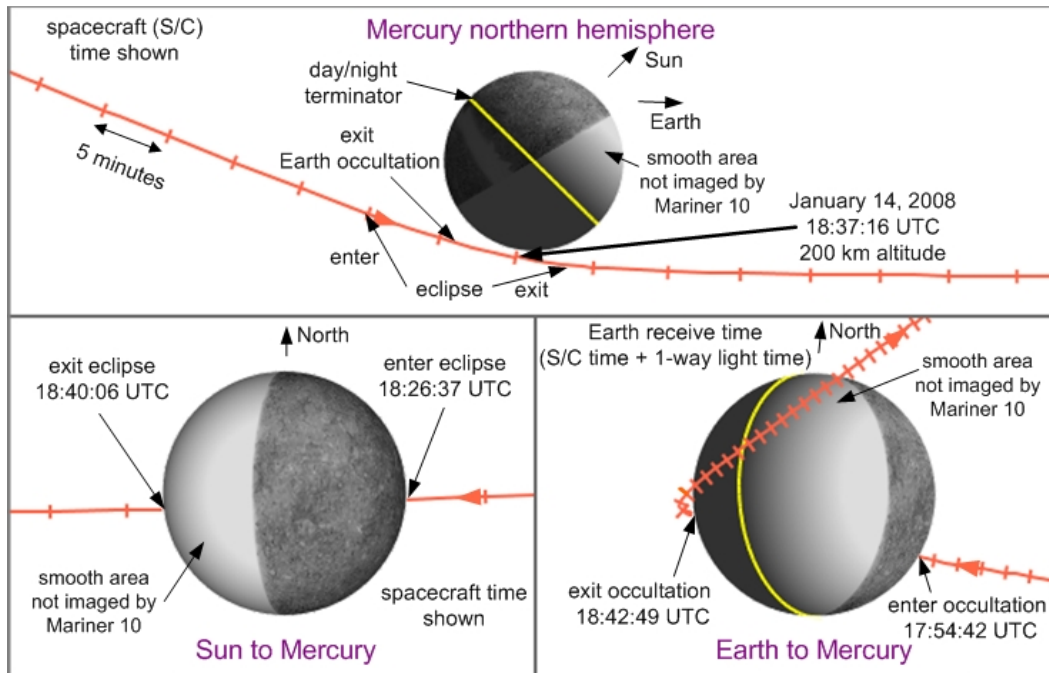 spacecraft (S/C)
time shown
Mercury northern hemisphere
day/night
terminator
Sun
Earth
exit
Earth occultation
5 minutes
smooth area
not imaged by
Mariner 10
January 14, 2008
18:37:16 UTC
200 km altitude
enter
eclipse
exit
North
exit eclipse
18:40:06 UTC
enter eclipse
18:26:37 UTC
smooth area
not imaged by
Mariner 10
spacecraft time
shown
Sun to Mercury
Earth receive time
(S/C time + 1-way light time)
North
smooth area
not imaged by
Mariner 10
exit occultation
18:42:49 UTC
enter occultation
17:54:42 UTC
Earth to Mercury